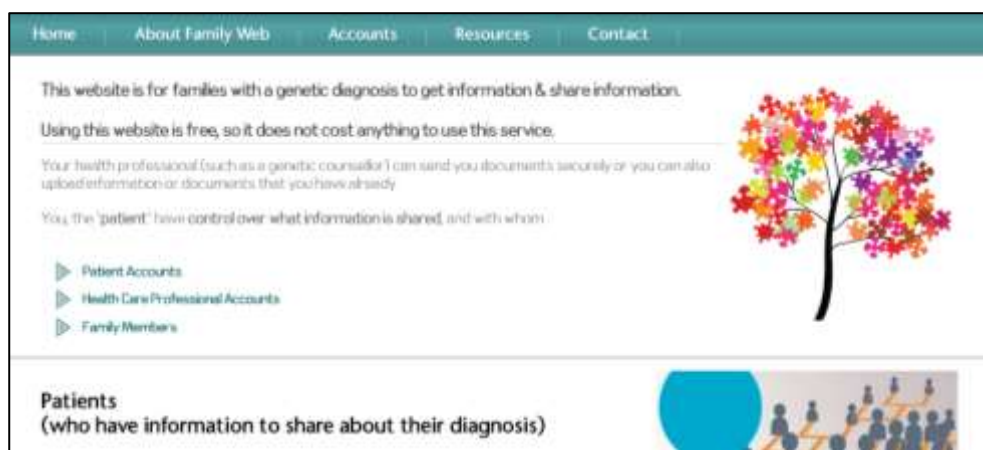 Home About Family Web Accounts Resources Contact
This website is for families with a genetic diagnosis to get information & share information.
Using this website is free, so it does not cost anything to use this service.
Your health professional (such as a genetic counsellor) can send you documents securely or you can also
upload information or documents that you have already
You, the 'patient' have control over what information is shared, and with whom
Patient Accounts
Health Care Professional Accounts
Family Members
Patients
(who have information to share about their diagnosis)